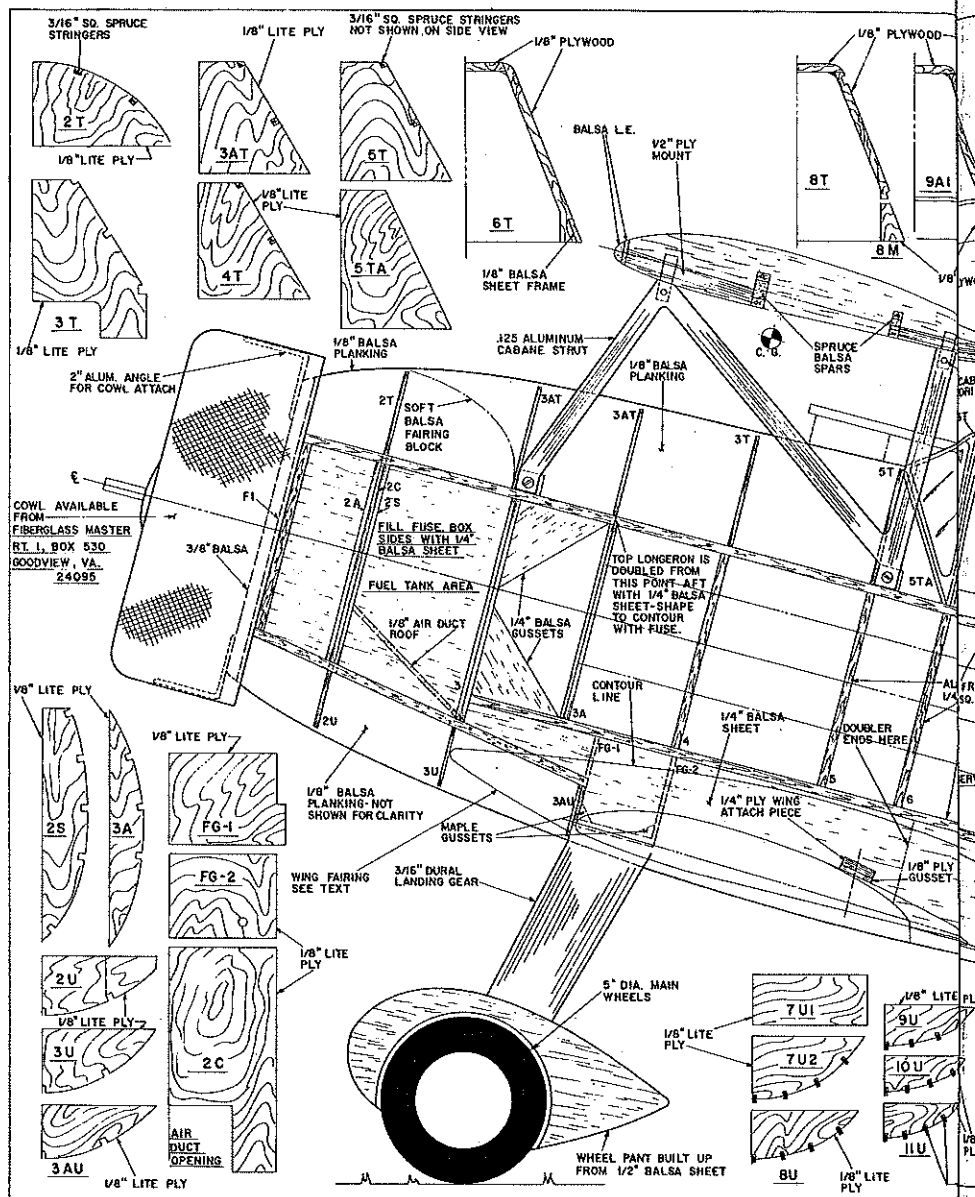 3/16" SQ. SPRUCE
STRINGERS
1/8" LITE PLY
3/16" SQ. SPRUCE STRINGERS
NOT SHOWN ON SIDE VIEW
1/8" PLYWOOD
1/8" PLYWOOD
2T
1/8" LITE PLY
3AT
5T
BALSA L.E.
1/2" PLY
MOUNT
8T
9A1
1/8" LITE
PLY
4T
5TA
6T
8M
3T
1/8" LITE PLY
1/8" BALSA
SHEET FRAME
1/8"
1/8" BALSA
PLANKING
.125 ALUMINUM
CABANE STRUT
C.G.
SPRUCE
BALSA
SPARS
2" ALUM. ANGLE
FOR COWL ATTACH
1/8" BALSA
PLANKING
2T
SOFT
BALSA
FAIRING
BLOCK
3AT
3AT
3T
5T
℄
F1
2A
2C
2S
COWL AVAILABLE
FROM
FIBERGLASS MASTER
RT. 1, BOX 530
GOODVIEW, VA.
24095
FILL FUSE. BOX
SIDES WITH 1/4"
BALSA SHEET
3/8" BALSA
FUEL TANK AREA
TOP LONGERON IS
DOUBLED FROM
THIS POINT AFT
WITH 1/4" BALSA
SHEET-SHAPE
TO CONTOUR
WITH FUSE.
5TA
1/8" AIR DUCT
ROOF
1/4" BALSA
GUSSETS
1/8" LITE PLY
3
3A
CONTOUR
LINE
1/4" BALSA
SHEET
DOUBLER
ENDS HERE
2U
3U
FG-1
4
FG-2
5
6
1/8" LITE PLY
1/8" BALSA
PLANKING-NOT
SHOWN FOR CLARITY
3AU
1/4" PLY WING
ATTACH PIECE
2S
3A
FG-1
MAPLE
GUSSETS
1/8" PLY
GUSSET
FG-2
WING FAIRING
SEE TEXT
3/16" DURAL
LANDING GEAR
1/8" LITE
PLY
2U
1/8" LITE PLY
3U
2C
5" DIA. MAIN
WHEELS
7U1
1/8" LITE
PLY
7U2
1/8" LITE
9U
10U
3AU
1/8" LITE PLY
AIR
DUCT
OPENING
WHEEL PANT BUILT UP
FROM 1/2" BALSA SHEET
8U
1/8" LITE
PLY
11U